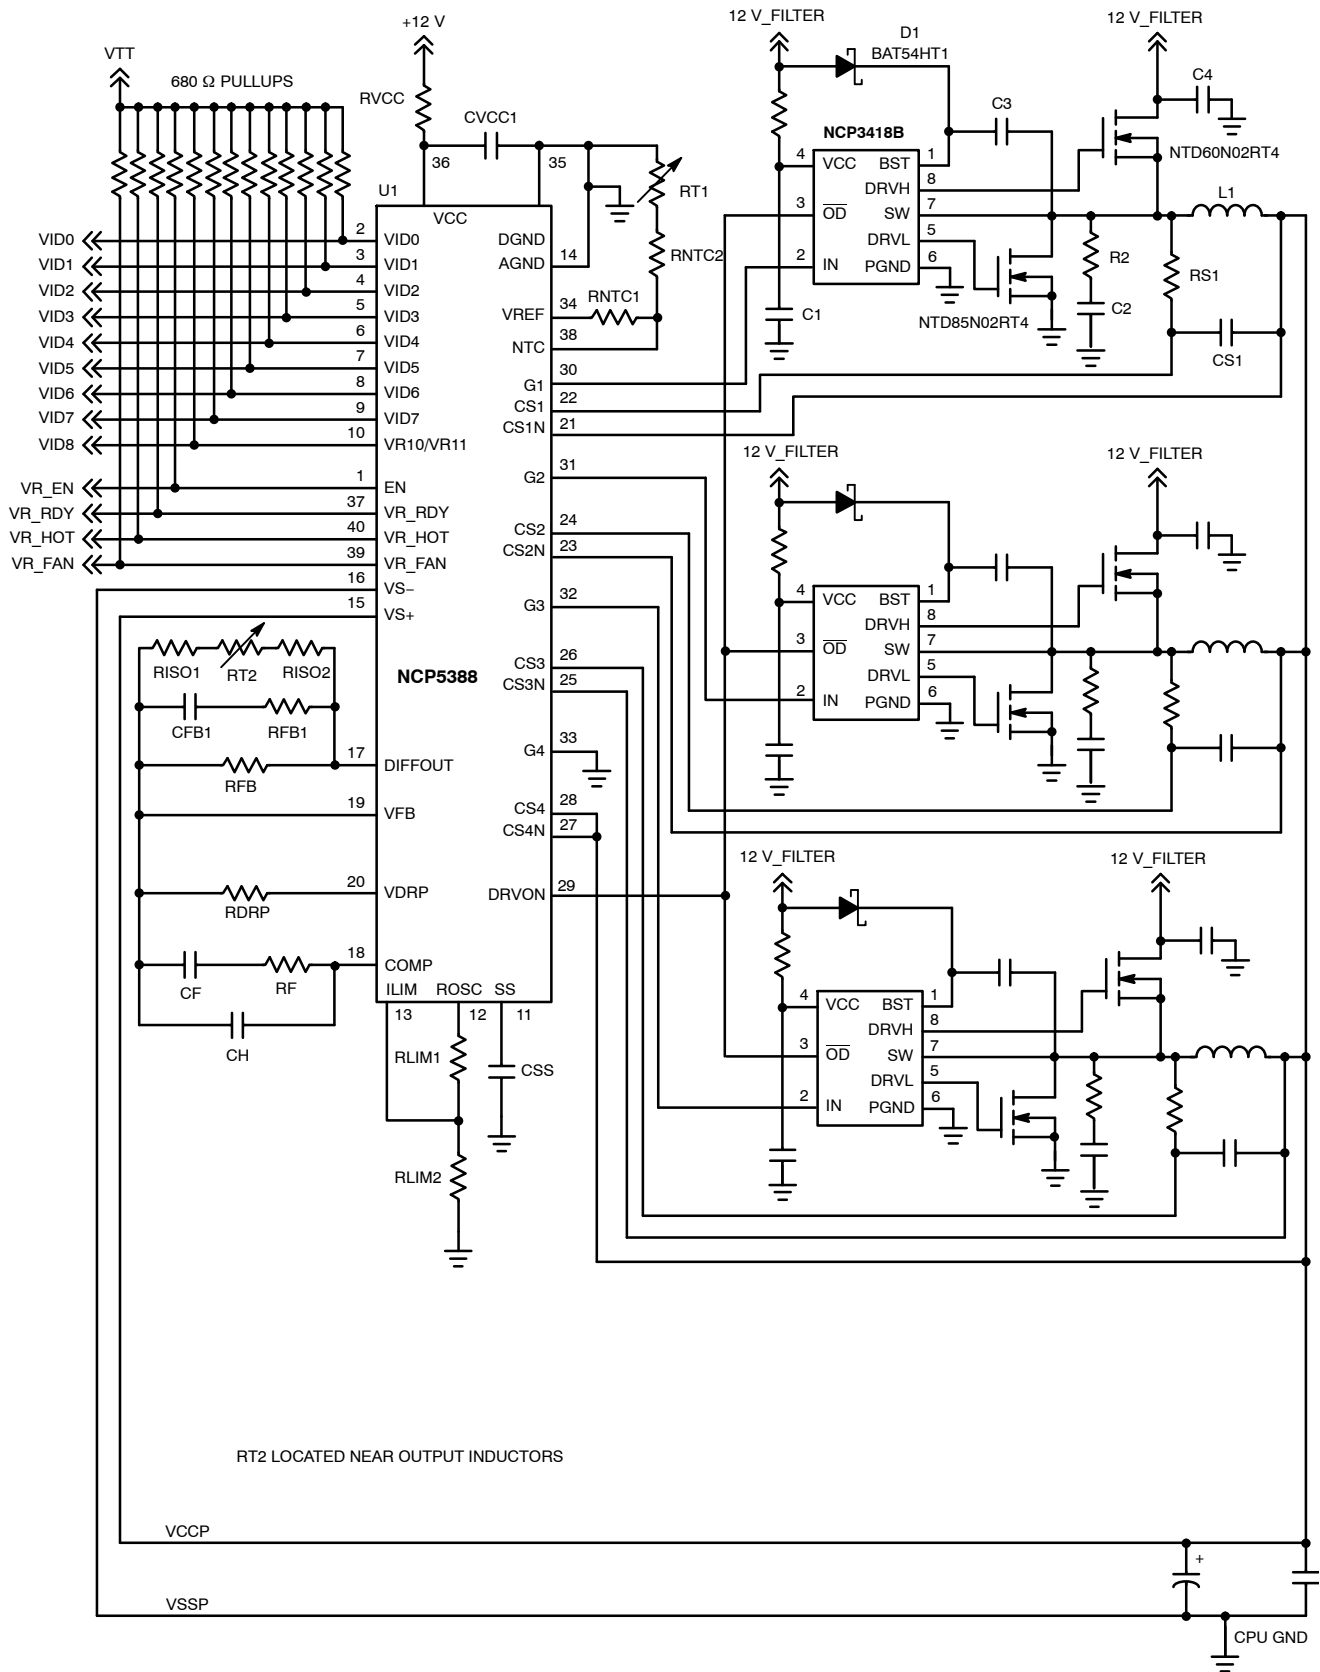 +12 V
12 V_FILTER
D1
BAT54HT1
12 V_FILTER
VTT
680 Ω PULLUPS
RVCC
CVCC1
C3
C4
NCP3418B
NTD60N02RT4
36
35
RT1
U1
VCC
4
VCC
BST
1
DRVH
8
3
OD
SW
7
L1
DRVL
5
2
IN
PGND
6
R2
RS1
C1
NTD85N02RT4
C2
CS1
VID0
2
VID0
DGND
VID1
3
VID1
AGND
14
RNTC2
VID2
4
VID2
RNTC1
VID3
5
VID3
VREF
34
VID4
6
VID4
NTC
38
VID5
7
VID5
G1
30
VID6
8
VID6
CS1
22
VID7
9
VID7
CS1N
21
VID8
10
VR10/VR11
12 V_FILTER
12 V_FILTER
G2
31
VR_EN
1
EN
VR_RDY
37
VR_RDY
CS2
24
VR_HOT
40
VR_HOT
CS2N
23
VR_FAN
39
VR_FAN
16
VS−
G3
32
15
VS+
4
VCC
BST
1
DRVH
8
3
OD
SW
7
DRVL
5
2
IN
PGND
6
RISO1
RT2
RISO2
NCP5388
CS3
26
CS3N
25
CFB1
RFB1
G4
33
17
DIFFOUT
RFB
19
VFB
CS4
28
CS4N
27
12 V_FILTER
12 V_FILTER
20
VDRP
DRVON
29
RDRP
18
COMP
CF
RF
ILIM
ROSC
SS
13
12
11
CH
RLIM1
CSS
RLIM2
4
VCC
BST
1
DRVH
8
3
OD
SW
7
DRVL
5
2
IN
PGND
6
RT2 LOCATED NEAR OUTPUT INDUCTORS
VCCP
+
VSSP
CPU GND